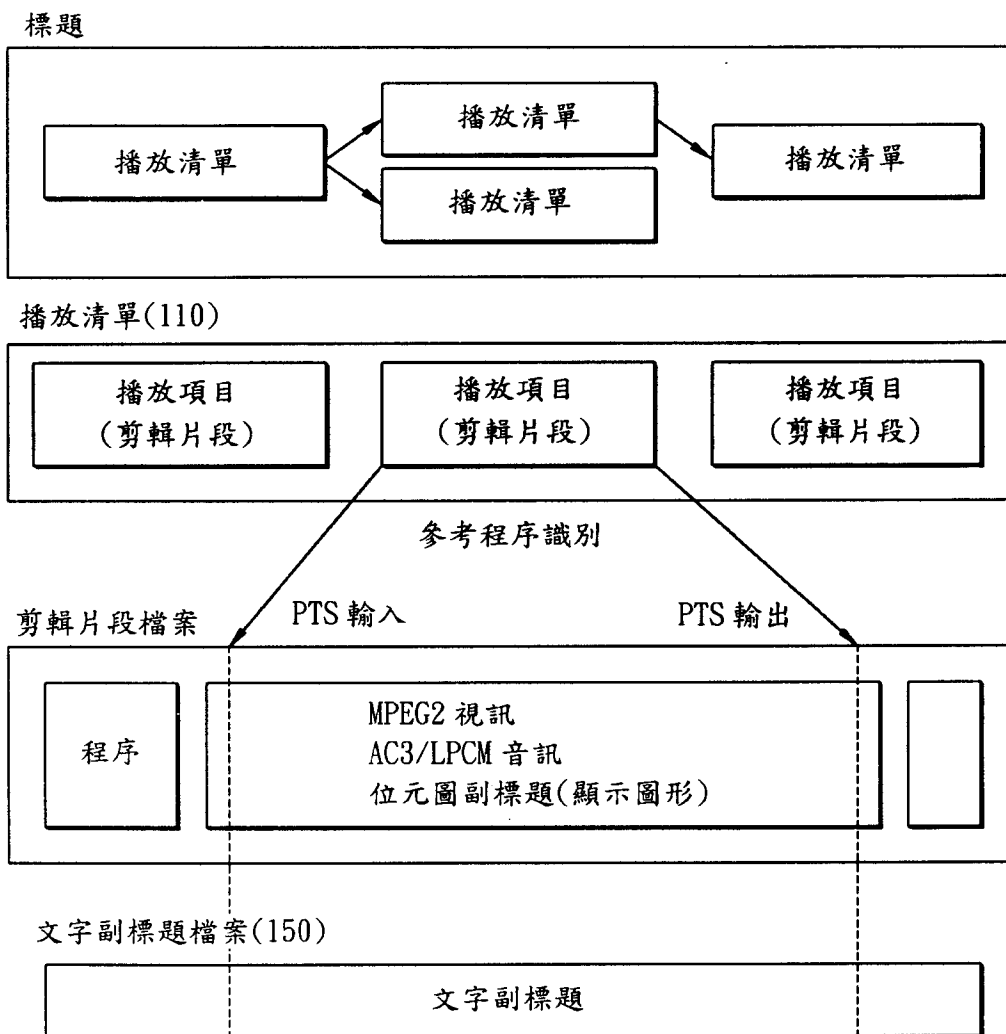 標題
播放清單
播放清單
播放清單
播放清單
播放清單(110)
播放項目
(剪輯片段)
播放項目
(剪輯片段)
播放項目
(剪輯片段)
參考程序識別
PTS 輸入
PTS 輸出
剪輯片段檔案
程序
MPEG2 視訊
AC3/LPCM 音訊
位元圖副標題(顯示圖形)
文字副標題檔案(150)
文字副標題